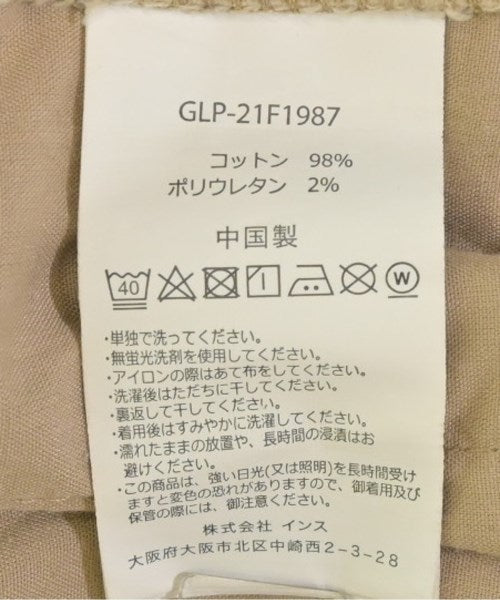 GLP-21F1987
コットン 98%
ポリウレタン 2%
中国製
40 W
・単独で洗ってください。
・無蛍光洗剤を使用してください。
・アイロンの際はあて布をしてください。
・洗濯後はただちに干してください。
・裏返して干してください。
・着用後はすみやかに洗濯してください。
・濡れたままの放置や、長時間の浸漬はお
避けください。
・この商品は、強い日光(又は照明)を長時間受け
ますと変色の恐れがありますので、御着用及び
保管の際には、御注意ください。
株式会社 インス
大阪府大阪市北区中崎西2-3-28